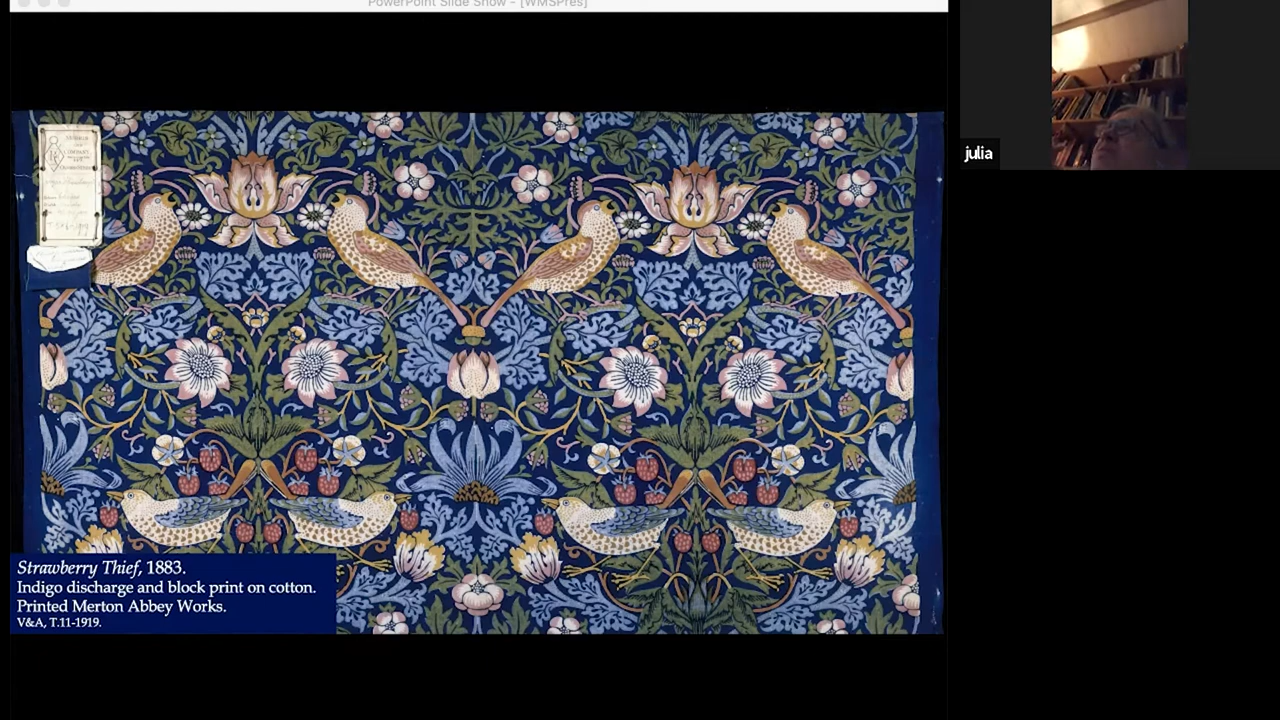 PowerPoint Slide Show - [WMSPres]
julia
Strawberry Thief, 1883.
Indigo discharge and block print on cotton.
Printed Merton Abbey Works.
V&A, T.11-1919.